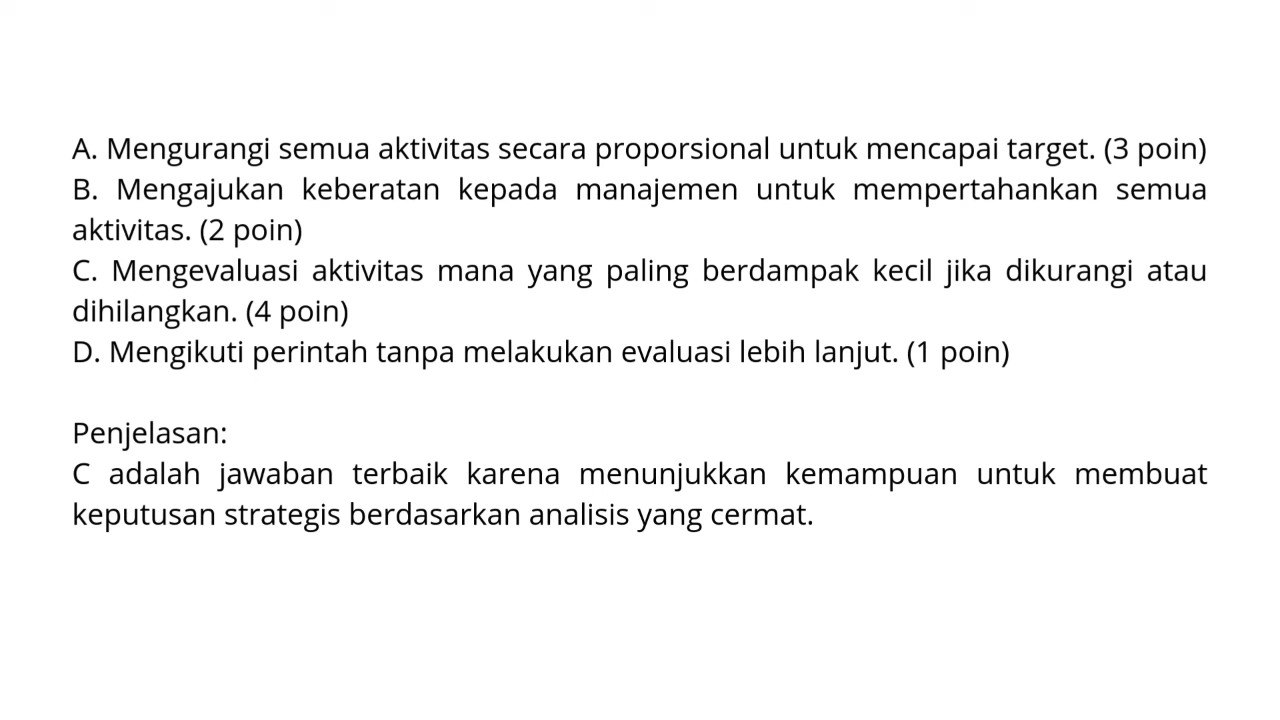 A. Mengurangi semua aktivitas secara proporsional untuk mencapai target. (3 poin)
B. Mengajukan keberatan kepada manajemen untuk mempertahankan semua
aktivitas. (2 poin)
C. Mengevaluasi aktivitas mana yang paling berdampak kecil jika dikurangi atau
dihilangkan. (4 poin)
D. Mengikuti perintah tanpa melakukan evaluasi lebih lanjut. (1 poin)
Penjelasan:
C adalah jawaban terbaik karena menunjukkan kemampuan untuk membuat
keputusan strategis berdasarkan analisis yang cermat.